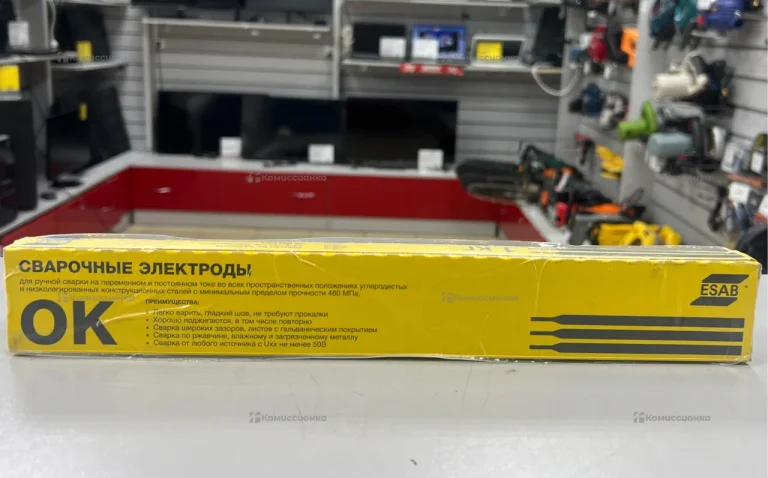 Комиссионка
1 КГ
СВАРОЧНЫЕ ЭЛЕКТРОДЫ
для ручной сварки на переменном и постоянном токе во всех пространственных положениях углеродистых
и низколегированных конструкционных сталей с минимальным пределом прочности 460 МПа.
ПРЕИМУЩЕСТВА:
OK
• Легко варить, гладкий шов, не требуют прокалки
• Хорошо поджигаются, в том числе повторно
• Сварка широких зазоров, листов с гальваническим покрытием
• Сварка по ржавчине, влажному и загрязненному металлу
• Сварка от любого источника с Uхх не менее 50В
ESAB
Комиссионка
Комиссионка